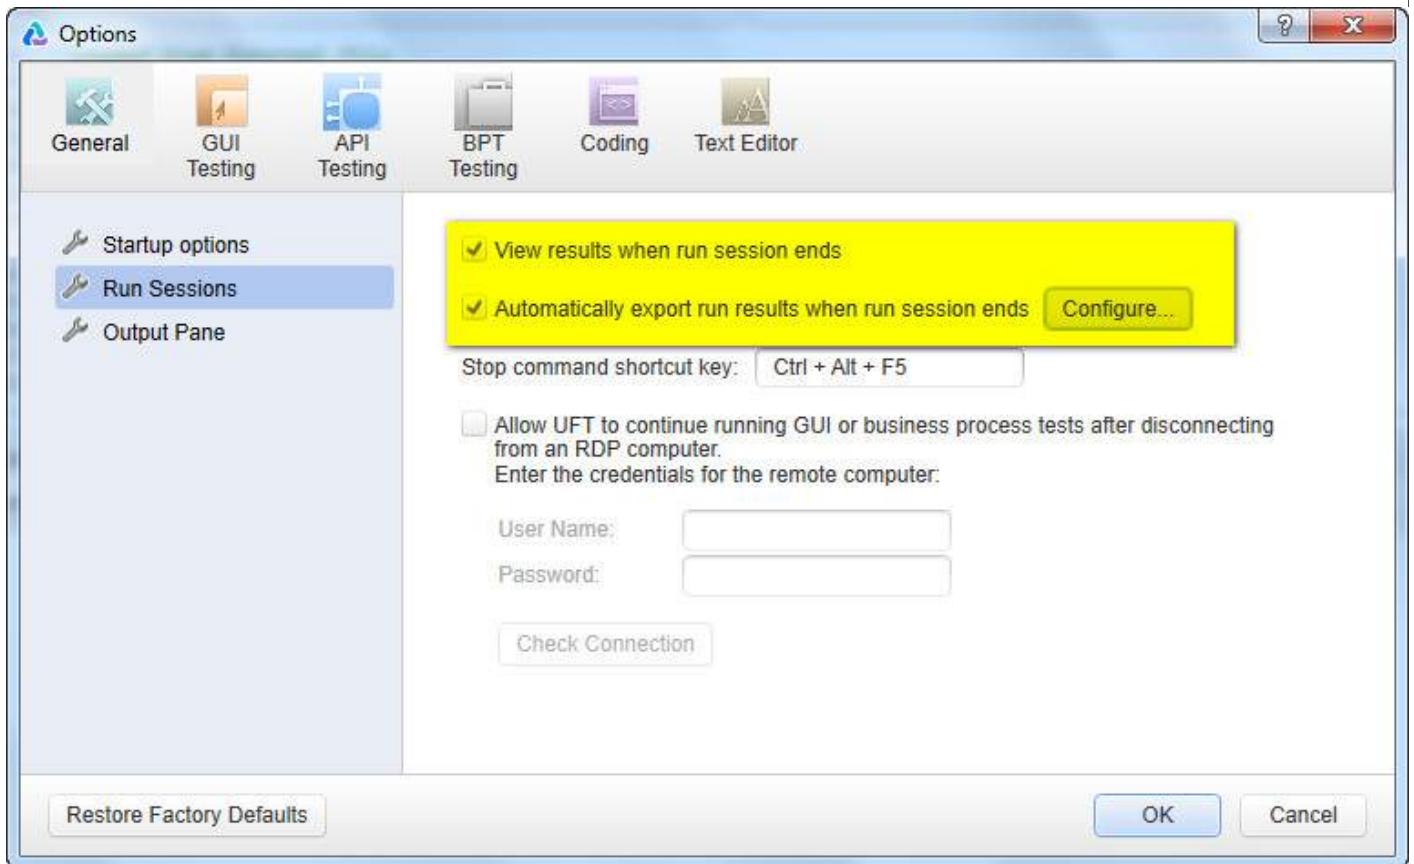 Options
General
GUI
Testing
API
Testing
BPT
Testing
Coding
Text Editor
Startup options
Run Sessions
Output Pane
View results when run session ends
Automatically export run results when run session ends Configure...
Stop command shortcut key: Ctrl + Alt + F5
Allow UFT to continue running GUI or business process tests after disconnecting
from an RDP computer.
Enter the credentials for the remote computer:
User Name:
Password:
Check Connection
Restore Factory Defaults
OK
Cancel